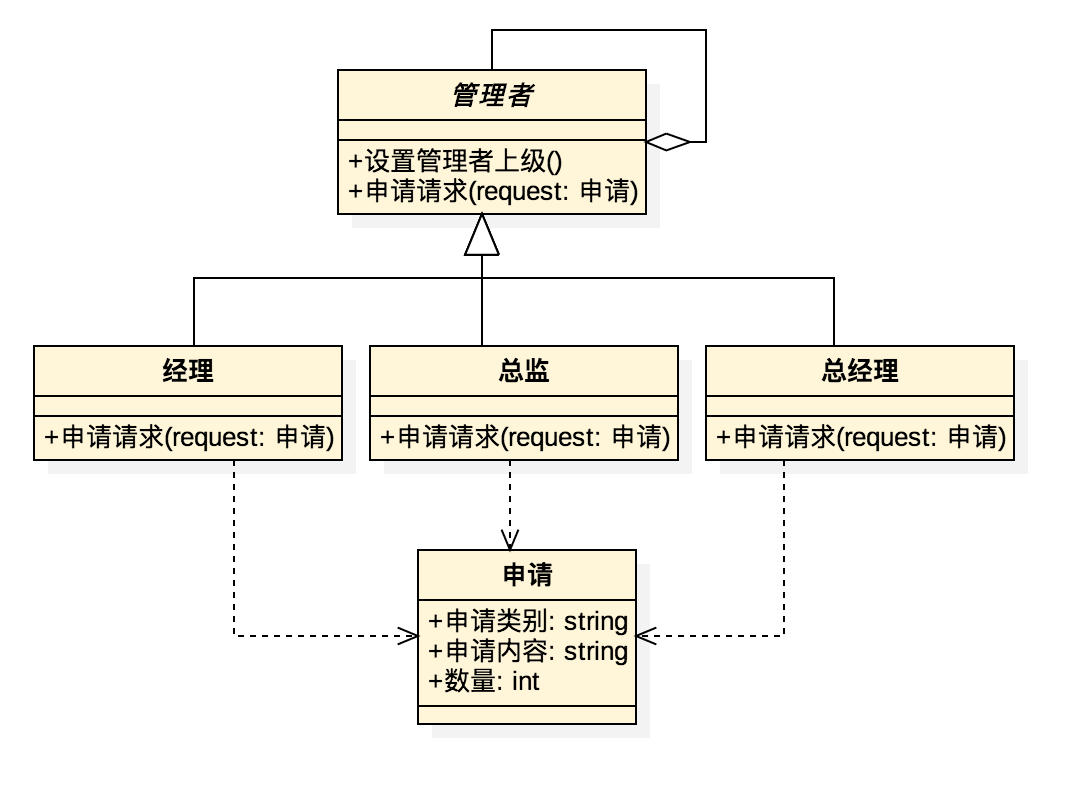 管理者
+设置管理者上级()
+申请请求(request: 申请)
经理
+申请请求(request: 申请)
总监
+申请请求(request: 申请)
总经理
+申请请求(request: 申请)
申请
+申请类别: string
+申请内容: string
+数量: int